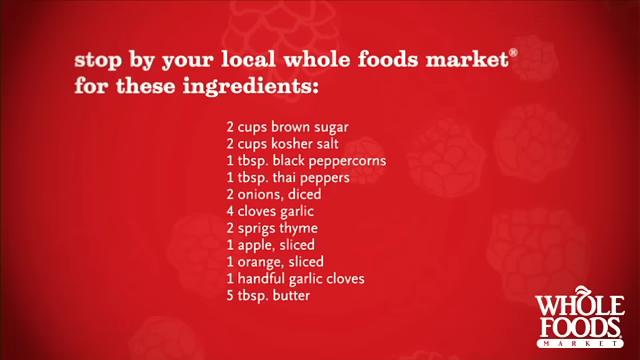 stop by your local whole foods market®
for these ingredients:
2 cups brown sugar
2 cups kosher salt
1 tbsp. black peppercorns
1 tbsp. thai peppers
2 onions, diced
4 cloves garlic
2 sprigs thyme
1 apple, sliced
1 orange, sliced
1 handful garlic cloves
5 tbsp. butter
WHOLE
FOODS
MARKET